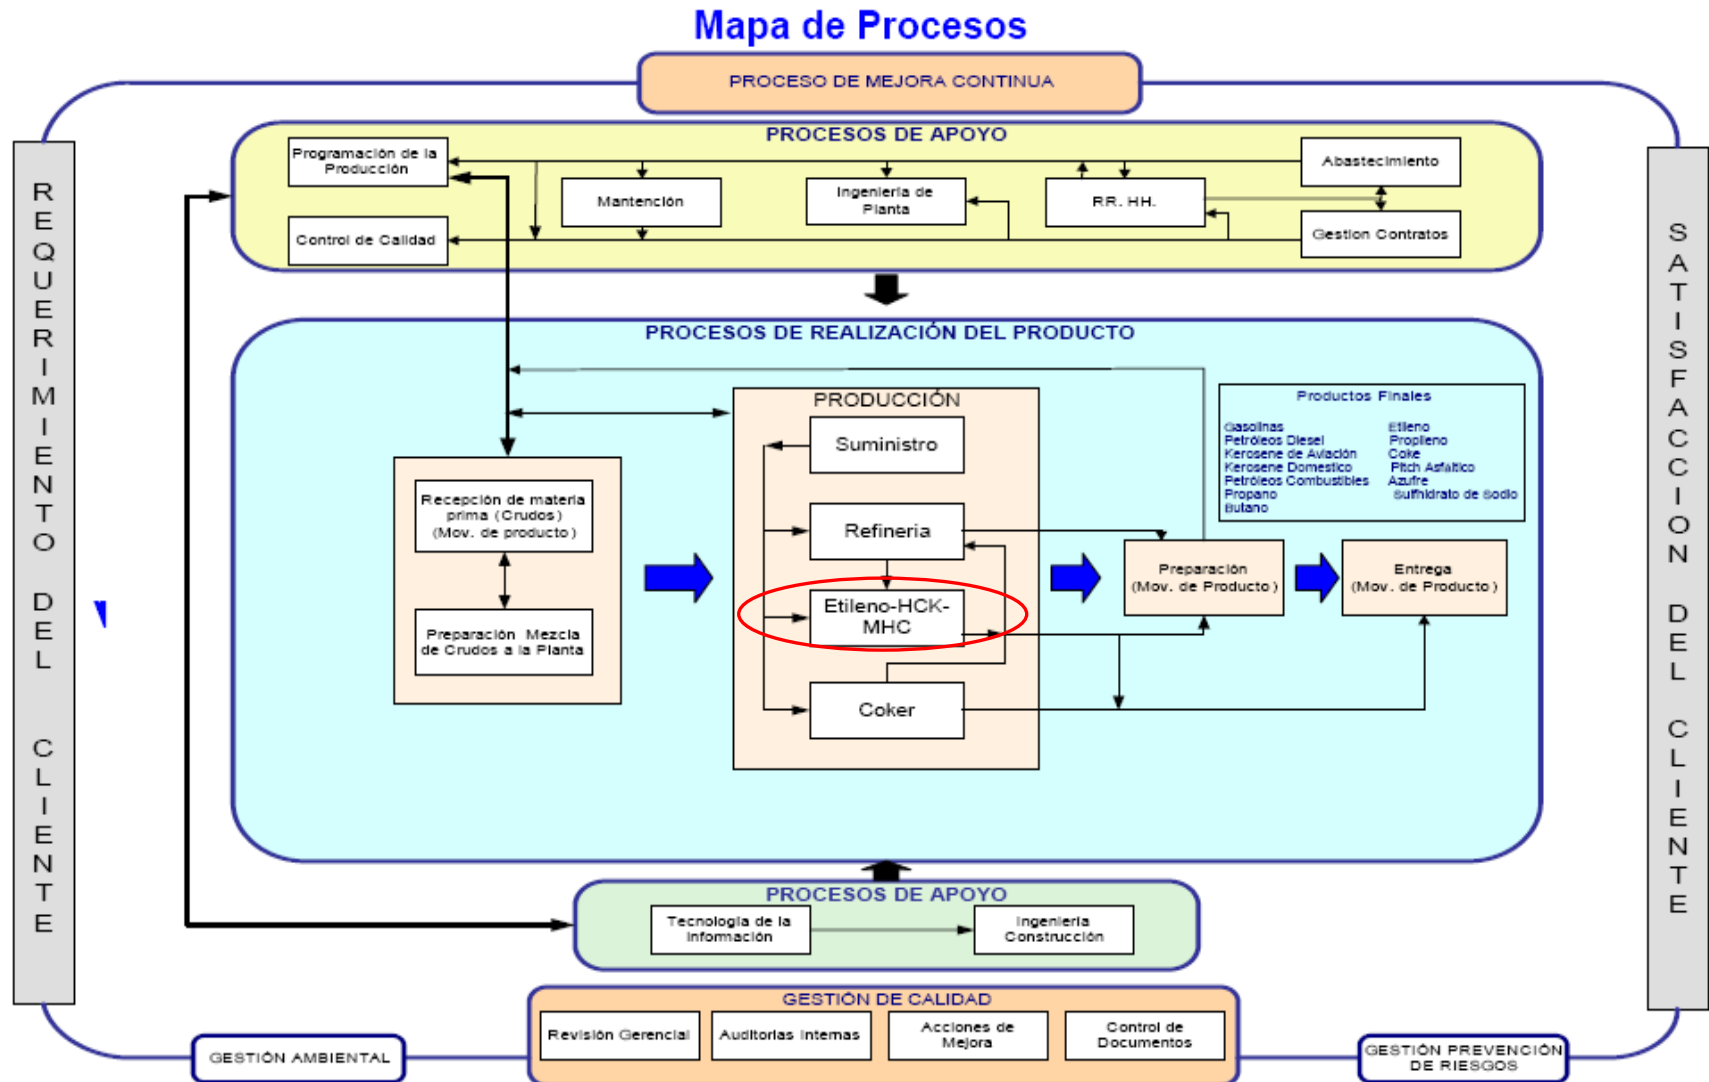 Mapa de Procesos
PROCESO DE MEJORA CONTINUA
REQUERIMIENTO DEL CLIENTE
PROCESOS DE APOYO
Programación de la
Producción
Mantención
Ingeniería de
Planta
RR. HH.
Abastecimiento
Control de Calidad
Gestion Contratos
PROCESOS DE REALIZACIÓN DEL PRODUCTO
Recepción de materia
prima (Crudos)
(Mov. de producto)
Preparación Mezcla
de Crudos a la Planta
PRODUCCIÓN
Suministro
Refineria
Etileno-HCK-
MHC
Coker
Productos Finales
Gasolinas
Petróleos Diesel
Kerosene de Aviación
Kerosene Domestico
Petróleos Combustibles
Propano
Butano
Etileno
Propileno
Coke
Pitch Asfáltico
Azufre
Sulfhidrato de Sodio
Preparación
(Mov. de Producto)
Entrega
(Mov. de Producto)
SATISFACCION DEL CLIENTE
PROCESOS DE APOYO
Tecnología de la
Información
Ingeniería
Construcción
GESTIÓN DE CALIDAD
Revisión Gerencial
Auditorias Internas
Acciones de
Mejora
Control de
Documentos
GESTIÓN AMBIENTAL
GESTIÓN PREVENCIÓN
DE RIESGOS